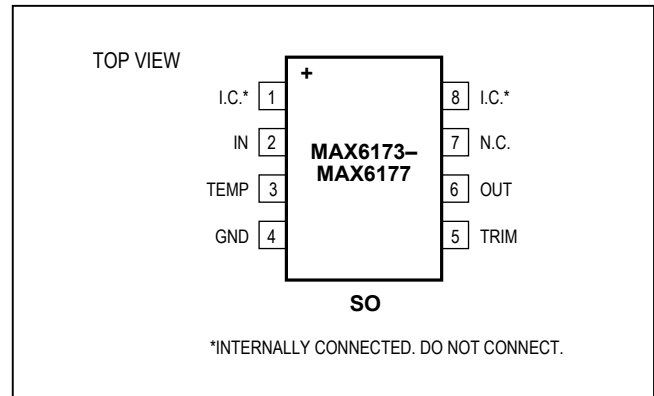 TOP VIEW
+
I.C.* 1
8 I.C.*
IN 2
7 N.C.
MAX6173–
MAX6177
TEMP 3
6 OUT
GND 4
5 TRIM
SO
*INTERNALLY CONNECTED. DO NOT CONNECT.